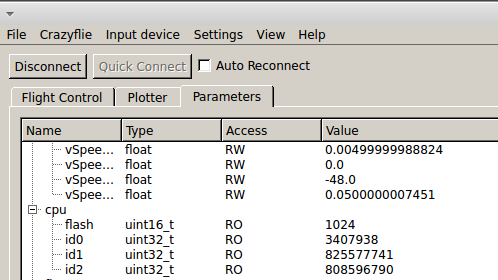 File Crazyflie Input device Settings View Help
Disconnect Quick Connect Auto Reconnect
Flight Control Plotter Parameters
Name Type Access Value
vSpee... float RW 0.00499999988824
vSpee... float RW 0.0
vSpee... float RW -48.0
vSpee... float RW 0.0500000007451
cpu
flash uint16_t RO 1024
id0 uint32_t RO 3407938
id1 uint32_t RO 825577741
id2 uint32_t RO 808596790